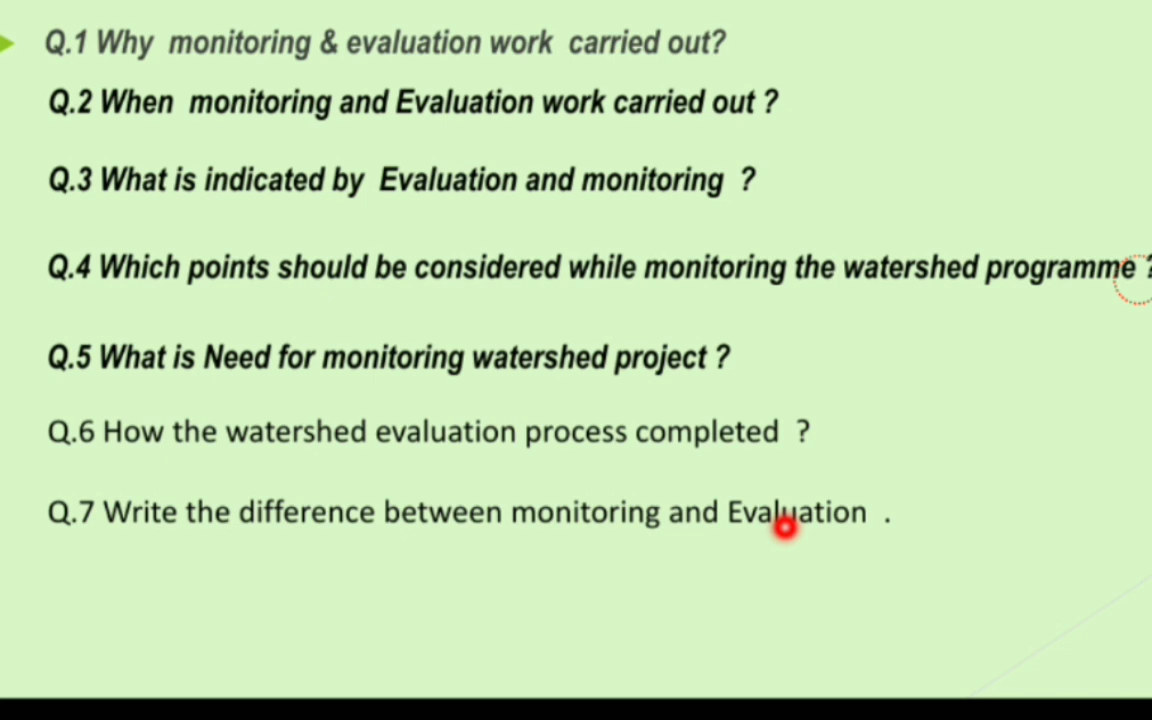 Q.1 Why monitoring & evaluation work carried out?
Q.2 When monitoring and Evaluation work carried out ?
Q.3 What is indicated by Evaluation and monitoring ?
Q.4 Which points should be considered while monitoring the watershed programme ?
Q.5 What is Need for monitoring watershed project ?
Q.6 How the watershed evaluation process completed ?
Q.7 Write the difference between monitoring and Evaluation .